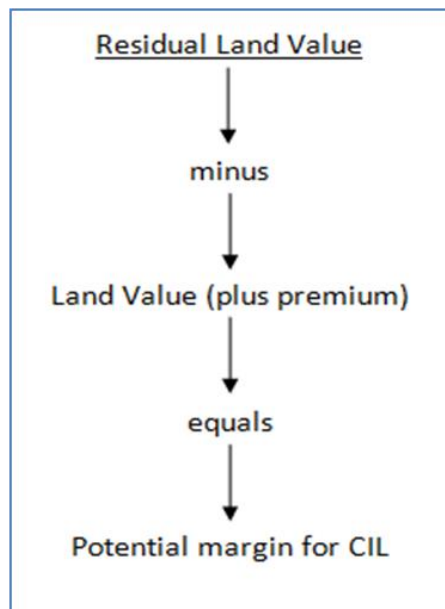 Residual Land Value
minus
Land Value (plus premium)
equals
Potential margin for CIL